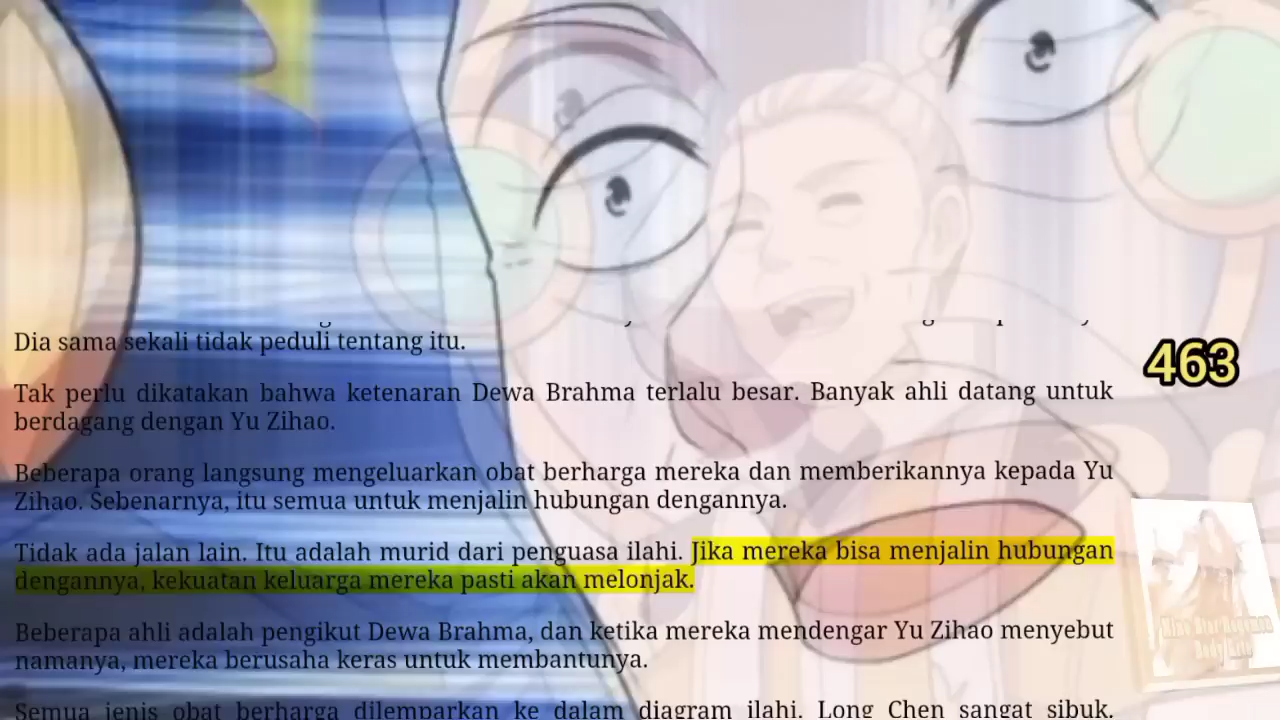 Dia sama sekali tidak peduli tentang itu.
Tak perlu dikatakan bahwa ketenaran Dewa Brahma terlalu besar. Banyak ahli datang untuk
berdagang dengan Yu Zihao.
463
Beberapa orang langsung mengeluarkan obat berharga mereka dan memberikannya kepada Yu
Zihao. Sebenarnya, itu semua untuk menjalin hubungan dengannya.
Tidak ada jalan lain. Itu adalah murid dari penguasa ilahi. Jika mereka bisa menjalin hubungan
dengannya, kekuatan keluarga mereka pasti akan melonjak.
Beberapa ahli adalah pengikut Dewa Brahma, dan ketika mereka mendengar Yu Zihao menyebut
namanya, mereka berusaha keras untuk membantunya.
Nine Star Hegemon
Body Arts
Semua jenis obat berharga dilemparkan ke dalam diagram ilahi. Long Chen sangat sibuk.